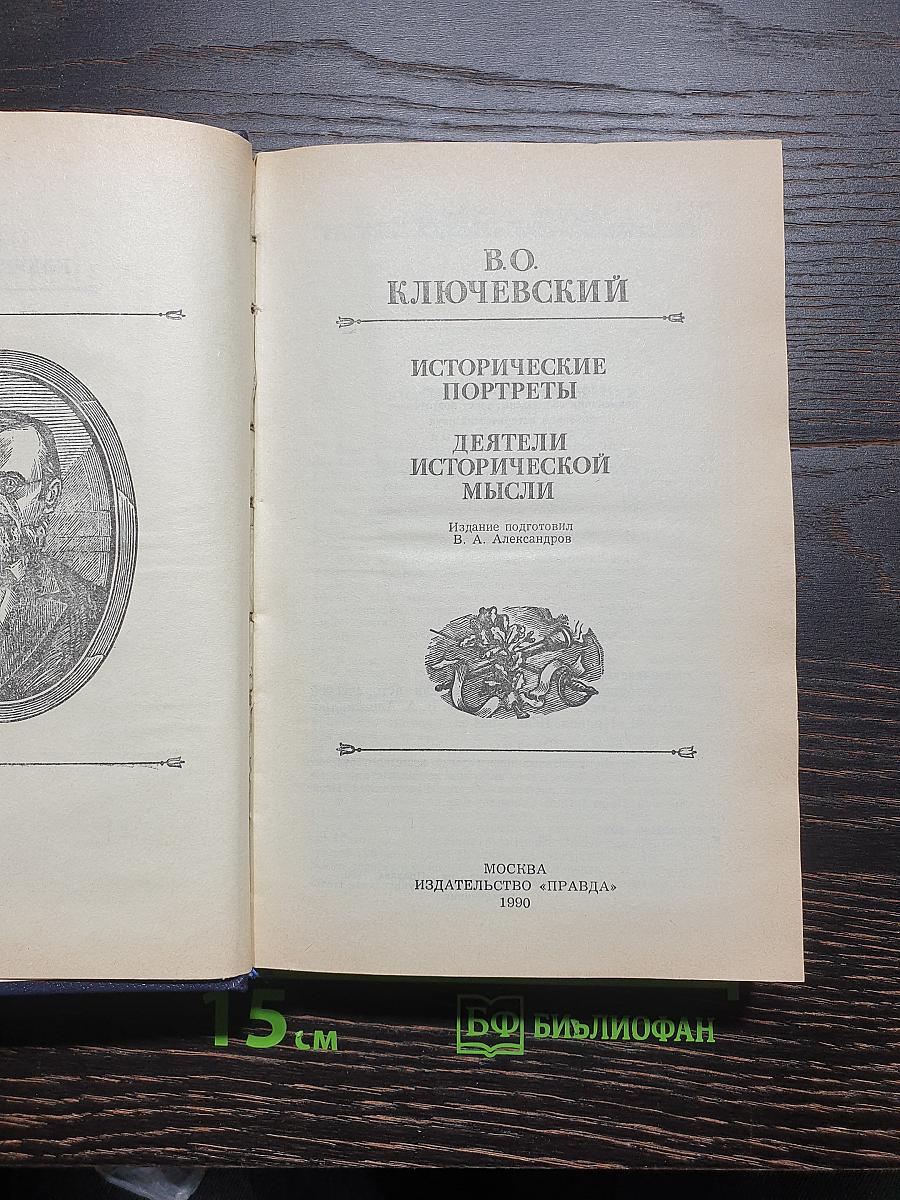 В.О.
КЛЮЧЕВСКИЙ
ИСТОРИЧЕСКИЕ
ПОРТРЕТЫ
ДЕЯТЕЛИ
ИСТОРИЧЕСКОЙ
МЫСЛИ
Издание подготовил
В. А. Александров
МОСКВА
ИЗДАТЕЛЬСТВО «ПРАВДА»
1990
15 см
БФ БИБЛИОФАН